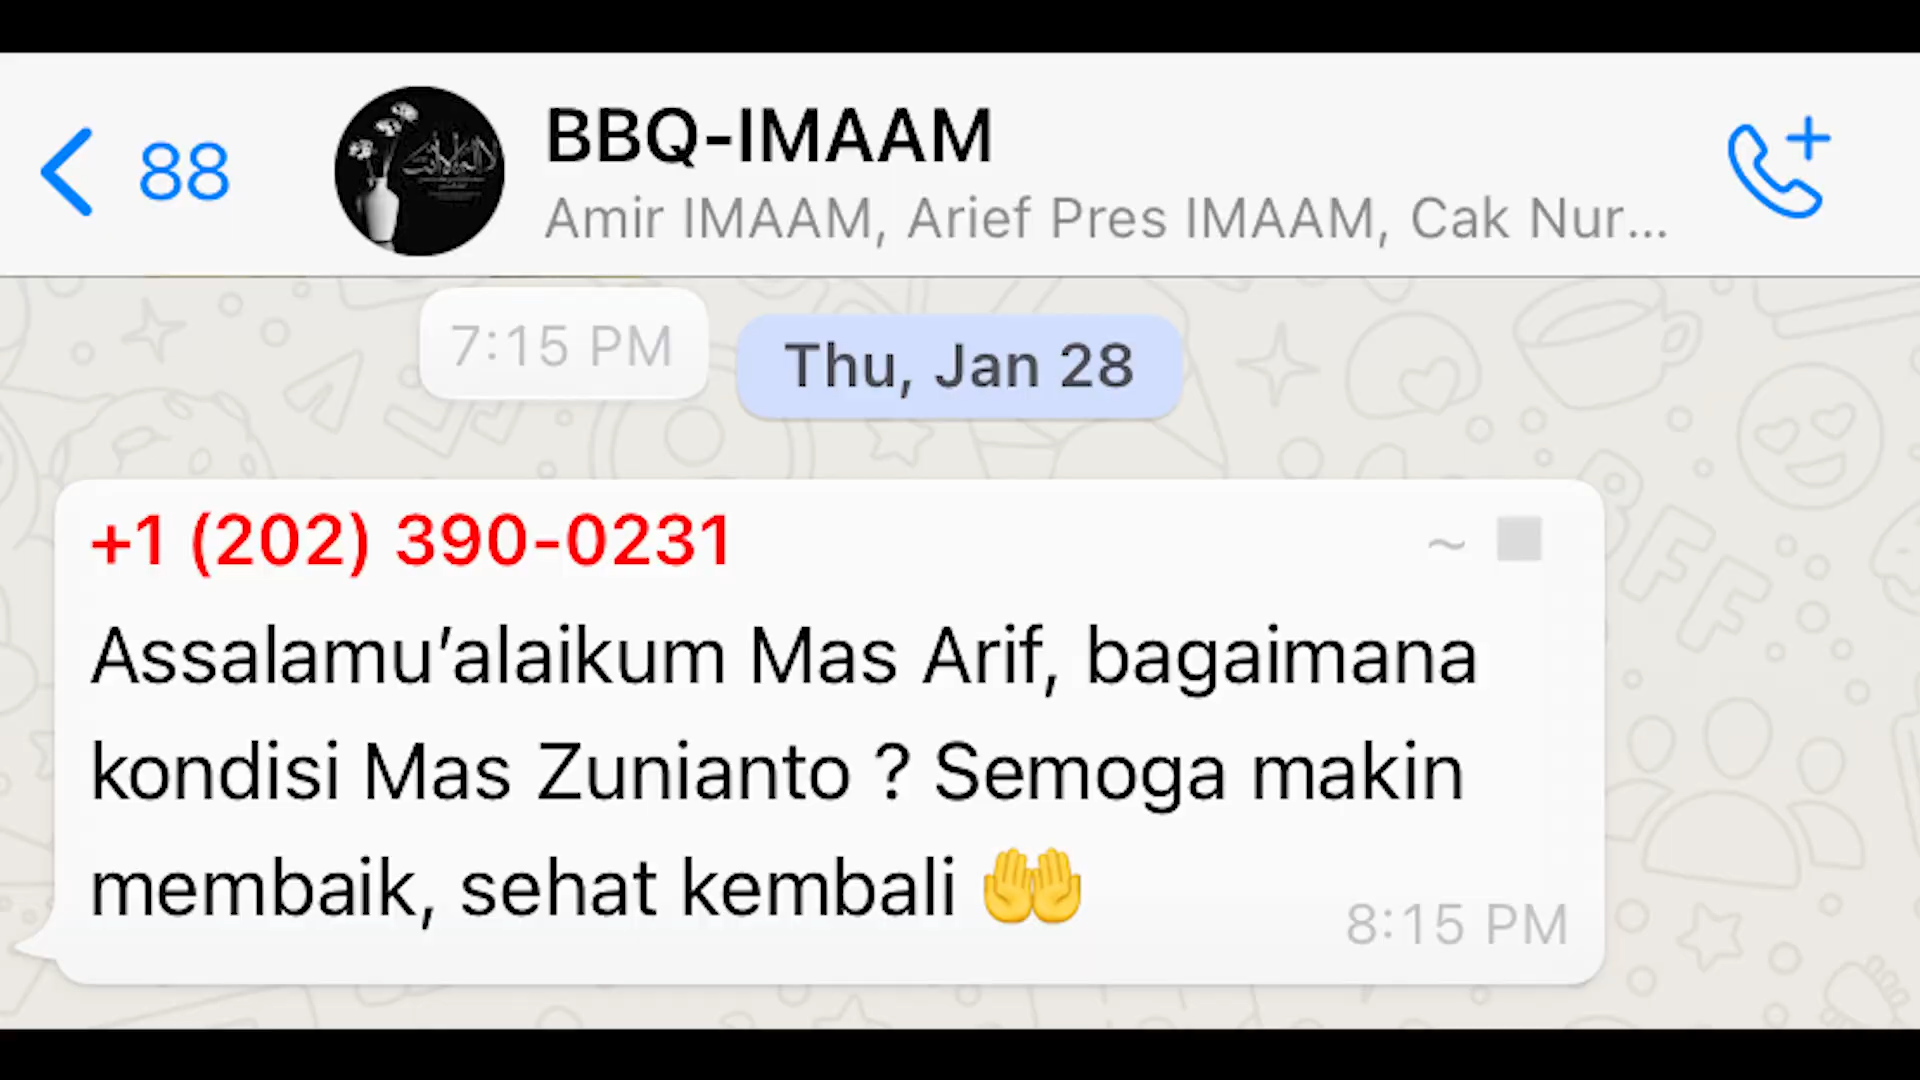 88
BBQ-IMAAM
Amir IMAAM, Arief Pres IMAAM, Cak Nur...
7:15 PM
Thu, Jan 28
+1 (202) 390-0231
~
Assalamu’alaikum Mas Arif, bagaimana
kondisi Mas Zunianto ? Semoga makin
membaik, sehat kembali 🤲
8:15 PM